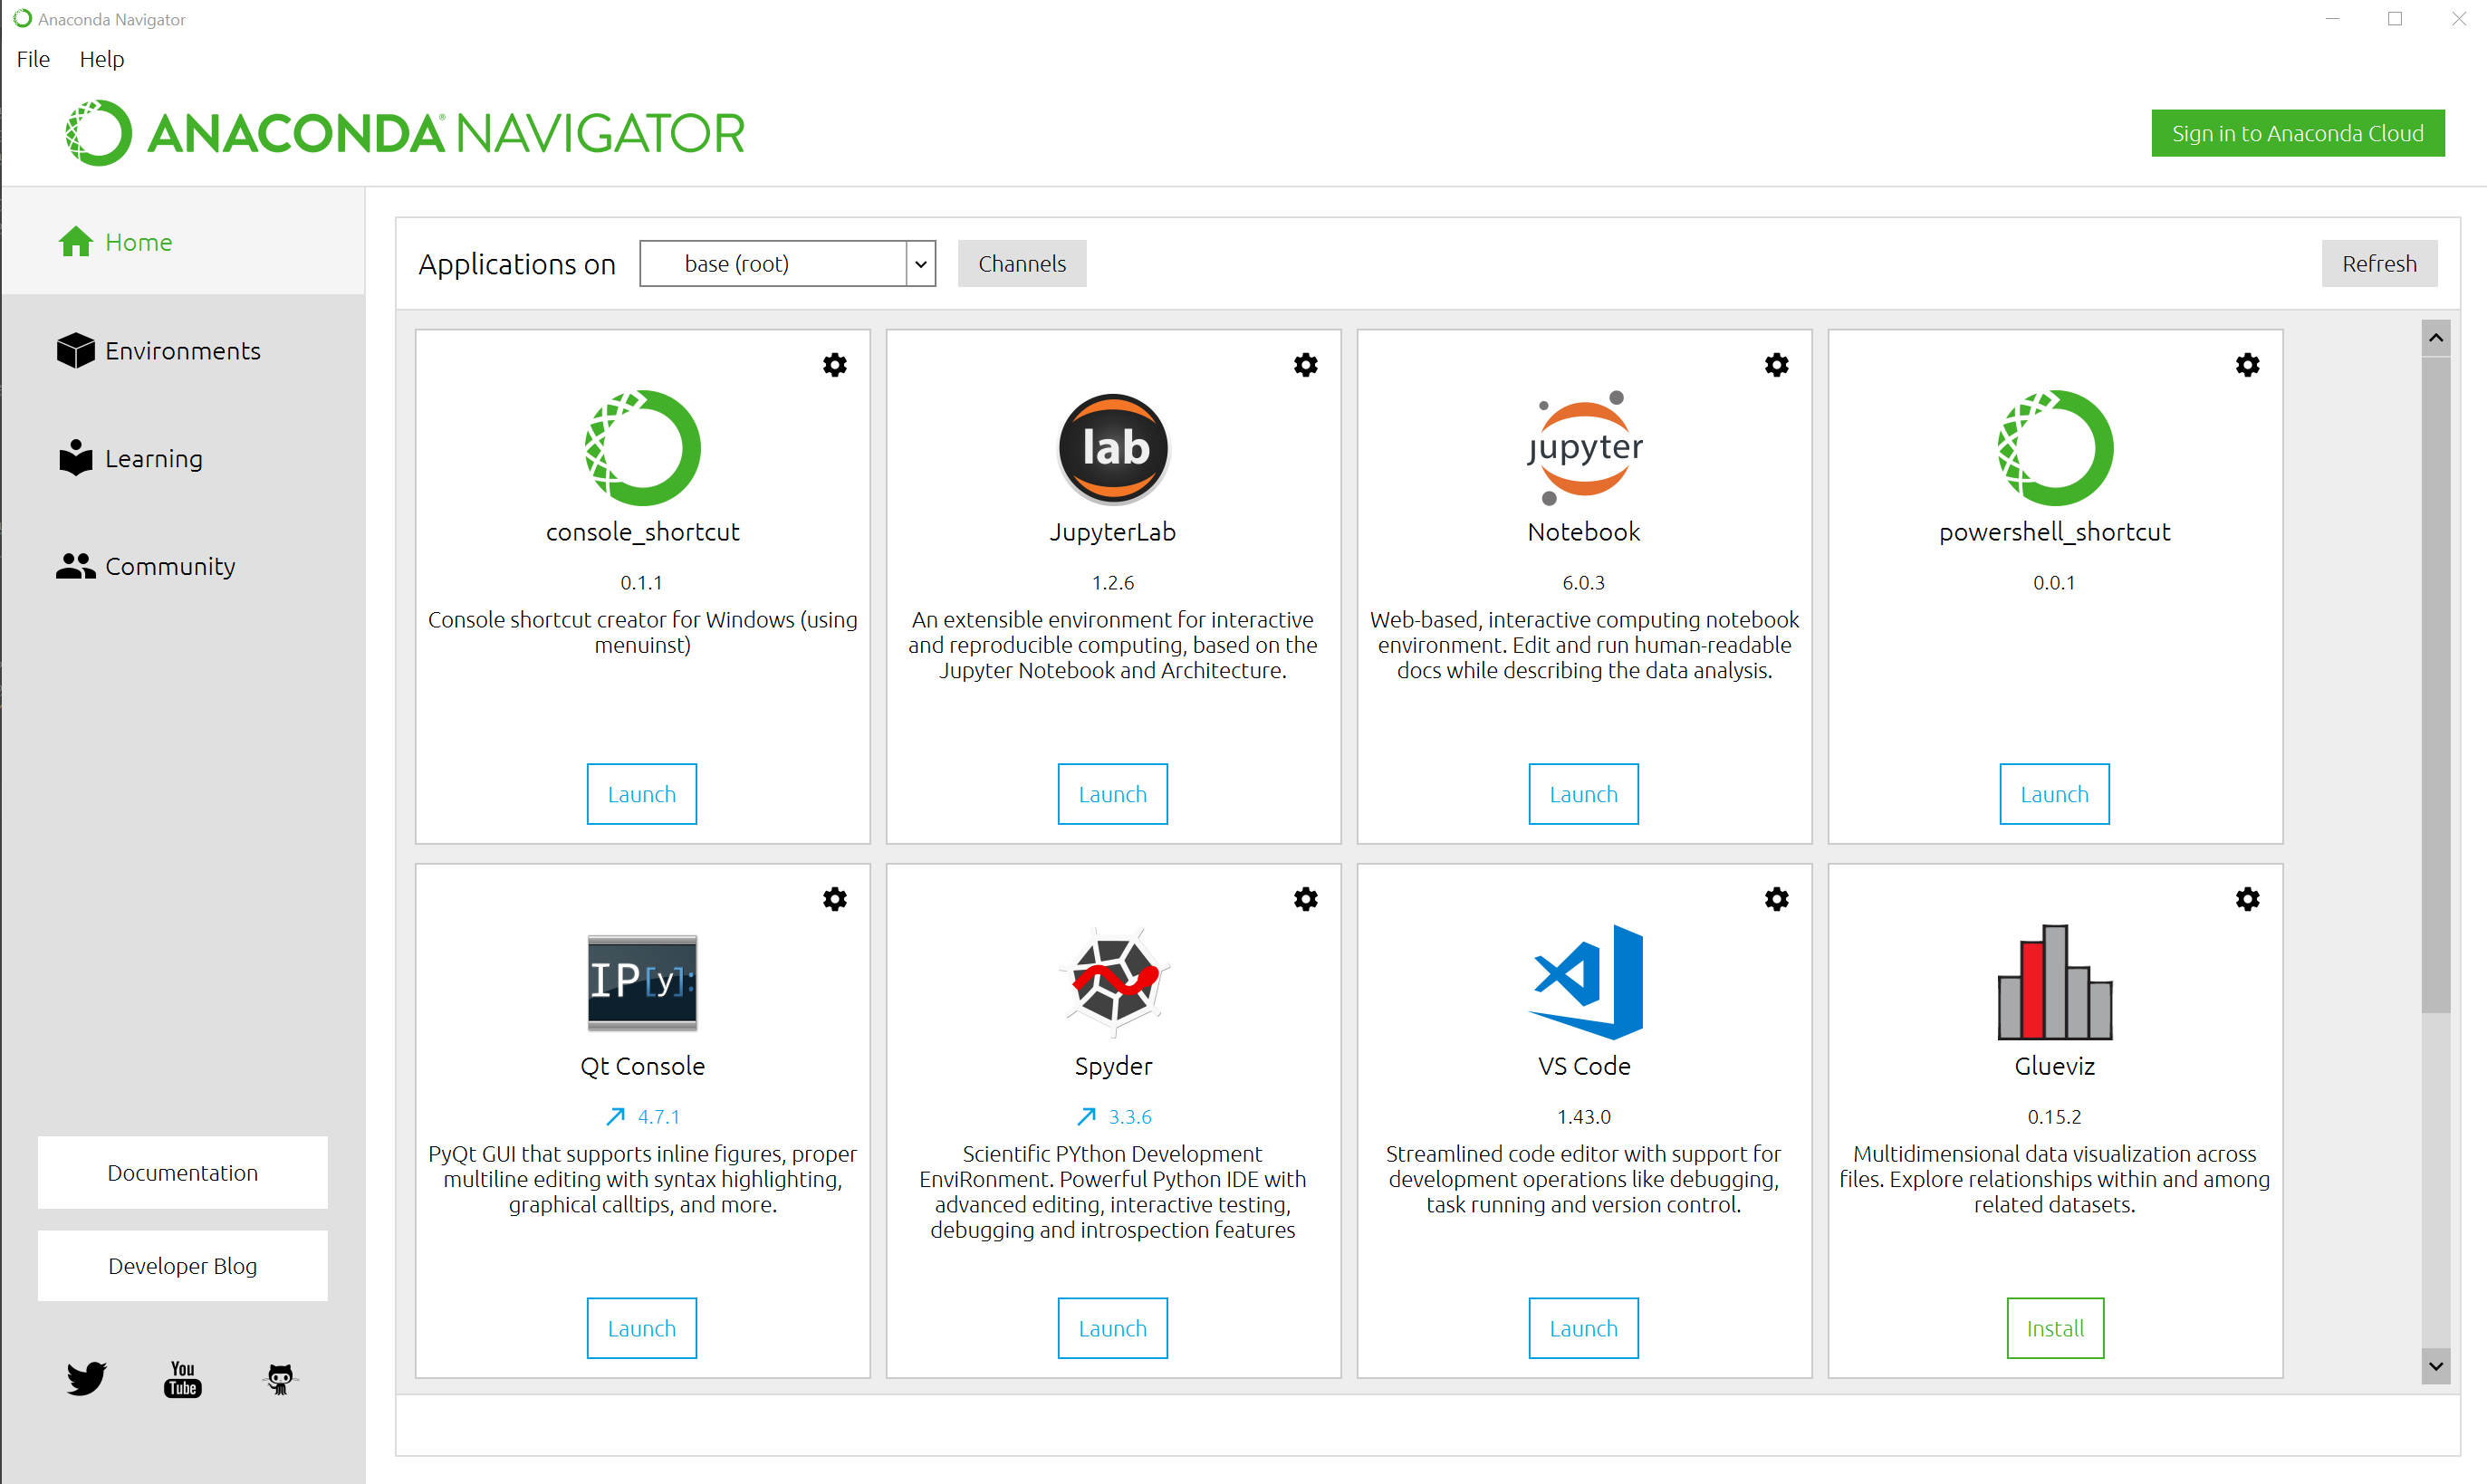 Anaconda Navigator
File Help
ANACONDA® NAVIGATOR
Sign in to Anaconda Cloud
Home
Environments
Learning
Community
Documentation
Developer Blog
You
Tube
Applications on base (root) Channels Refresh
console_shortcut
0.1.1
Console shortcut creator for Windows (using
menuinst)
Launch
lab
JupyterLab
1.2.6
An extensible environment for interactive
and reproducible computing, based on the
Jupyter Notebook and Architecture.
Launch
jupyter
Notebook
6.0.3
Web-based, interactive computing notebook
environment. Edit and run human-readable
docs while describing the data analysis.
Launch
powershell_shortcut
0.0.1
Launch
IP[y]:
Qt Console
4.7.1
PyQt GUI that supports inline figures, proper
multiline editing with syntax highlighting,
graphical calltips, and more.
Launch
Spyder
3.3.6
Scientific PYthon Development
EnviRonment. Powerful Python IDE with
advanced editing, interactive testing,
debugging and introspection features
Launch
VS Code
1.43.0
Streamlined code editor with support for
development operations like debugging,
task running and version control.
Launch
Glueviz
0.15.2
Multidimensional data visualization across
files. Explore relationships within and among
related datasets.
Install